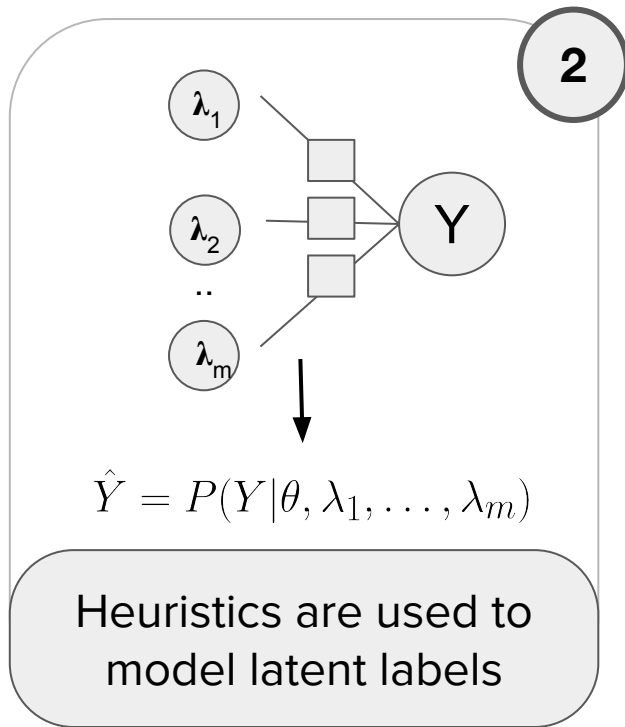 2
λ1
λ2
..
λm
Y
Ŷ = P(Y|θ, λ1, . . . , λm)
Heuristics are used to
model latent labels